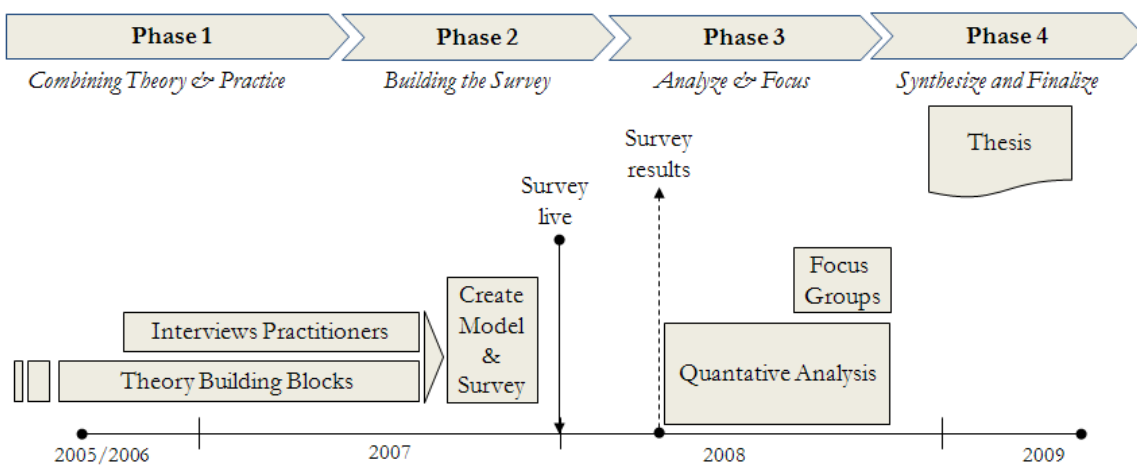 Phase 1
Phase 2
Phase 3
Phase 4
Combining Theory & Practice
Building the Survey
Analyze & Focus
Synthesize and Finalize
Thesis
Survey
results
Survey
live
Focus
Groups
Create
Model
&
Survey
Interviews Practitioners
Theory Building Blocks
Quantative Analysis
2005/2006
2007
2008
2009